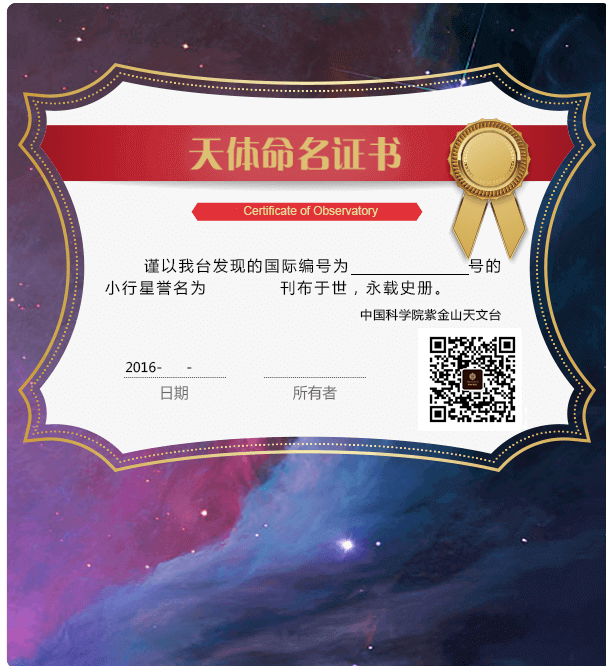 天体命名证书
Certificate of Observatory
谨以我台发现的国际编号为____________号的
小行星誉名为 刊布于世，永载史册。
中国科学院紫金山天文台
2016- -
日期 所有者